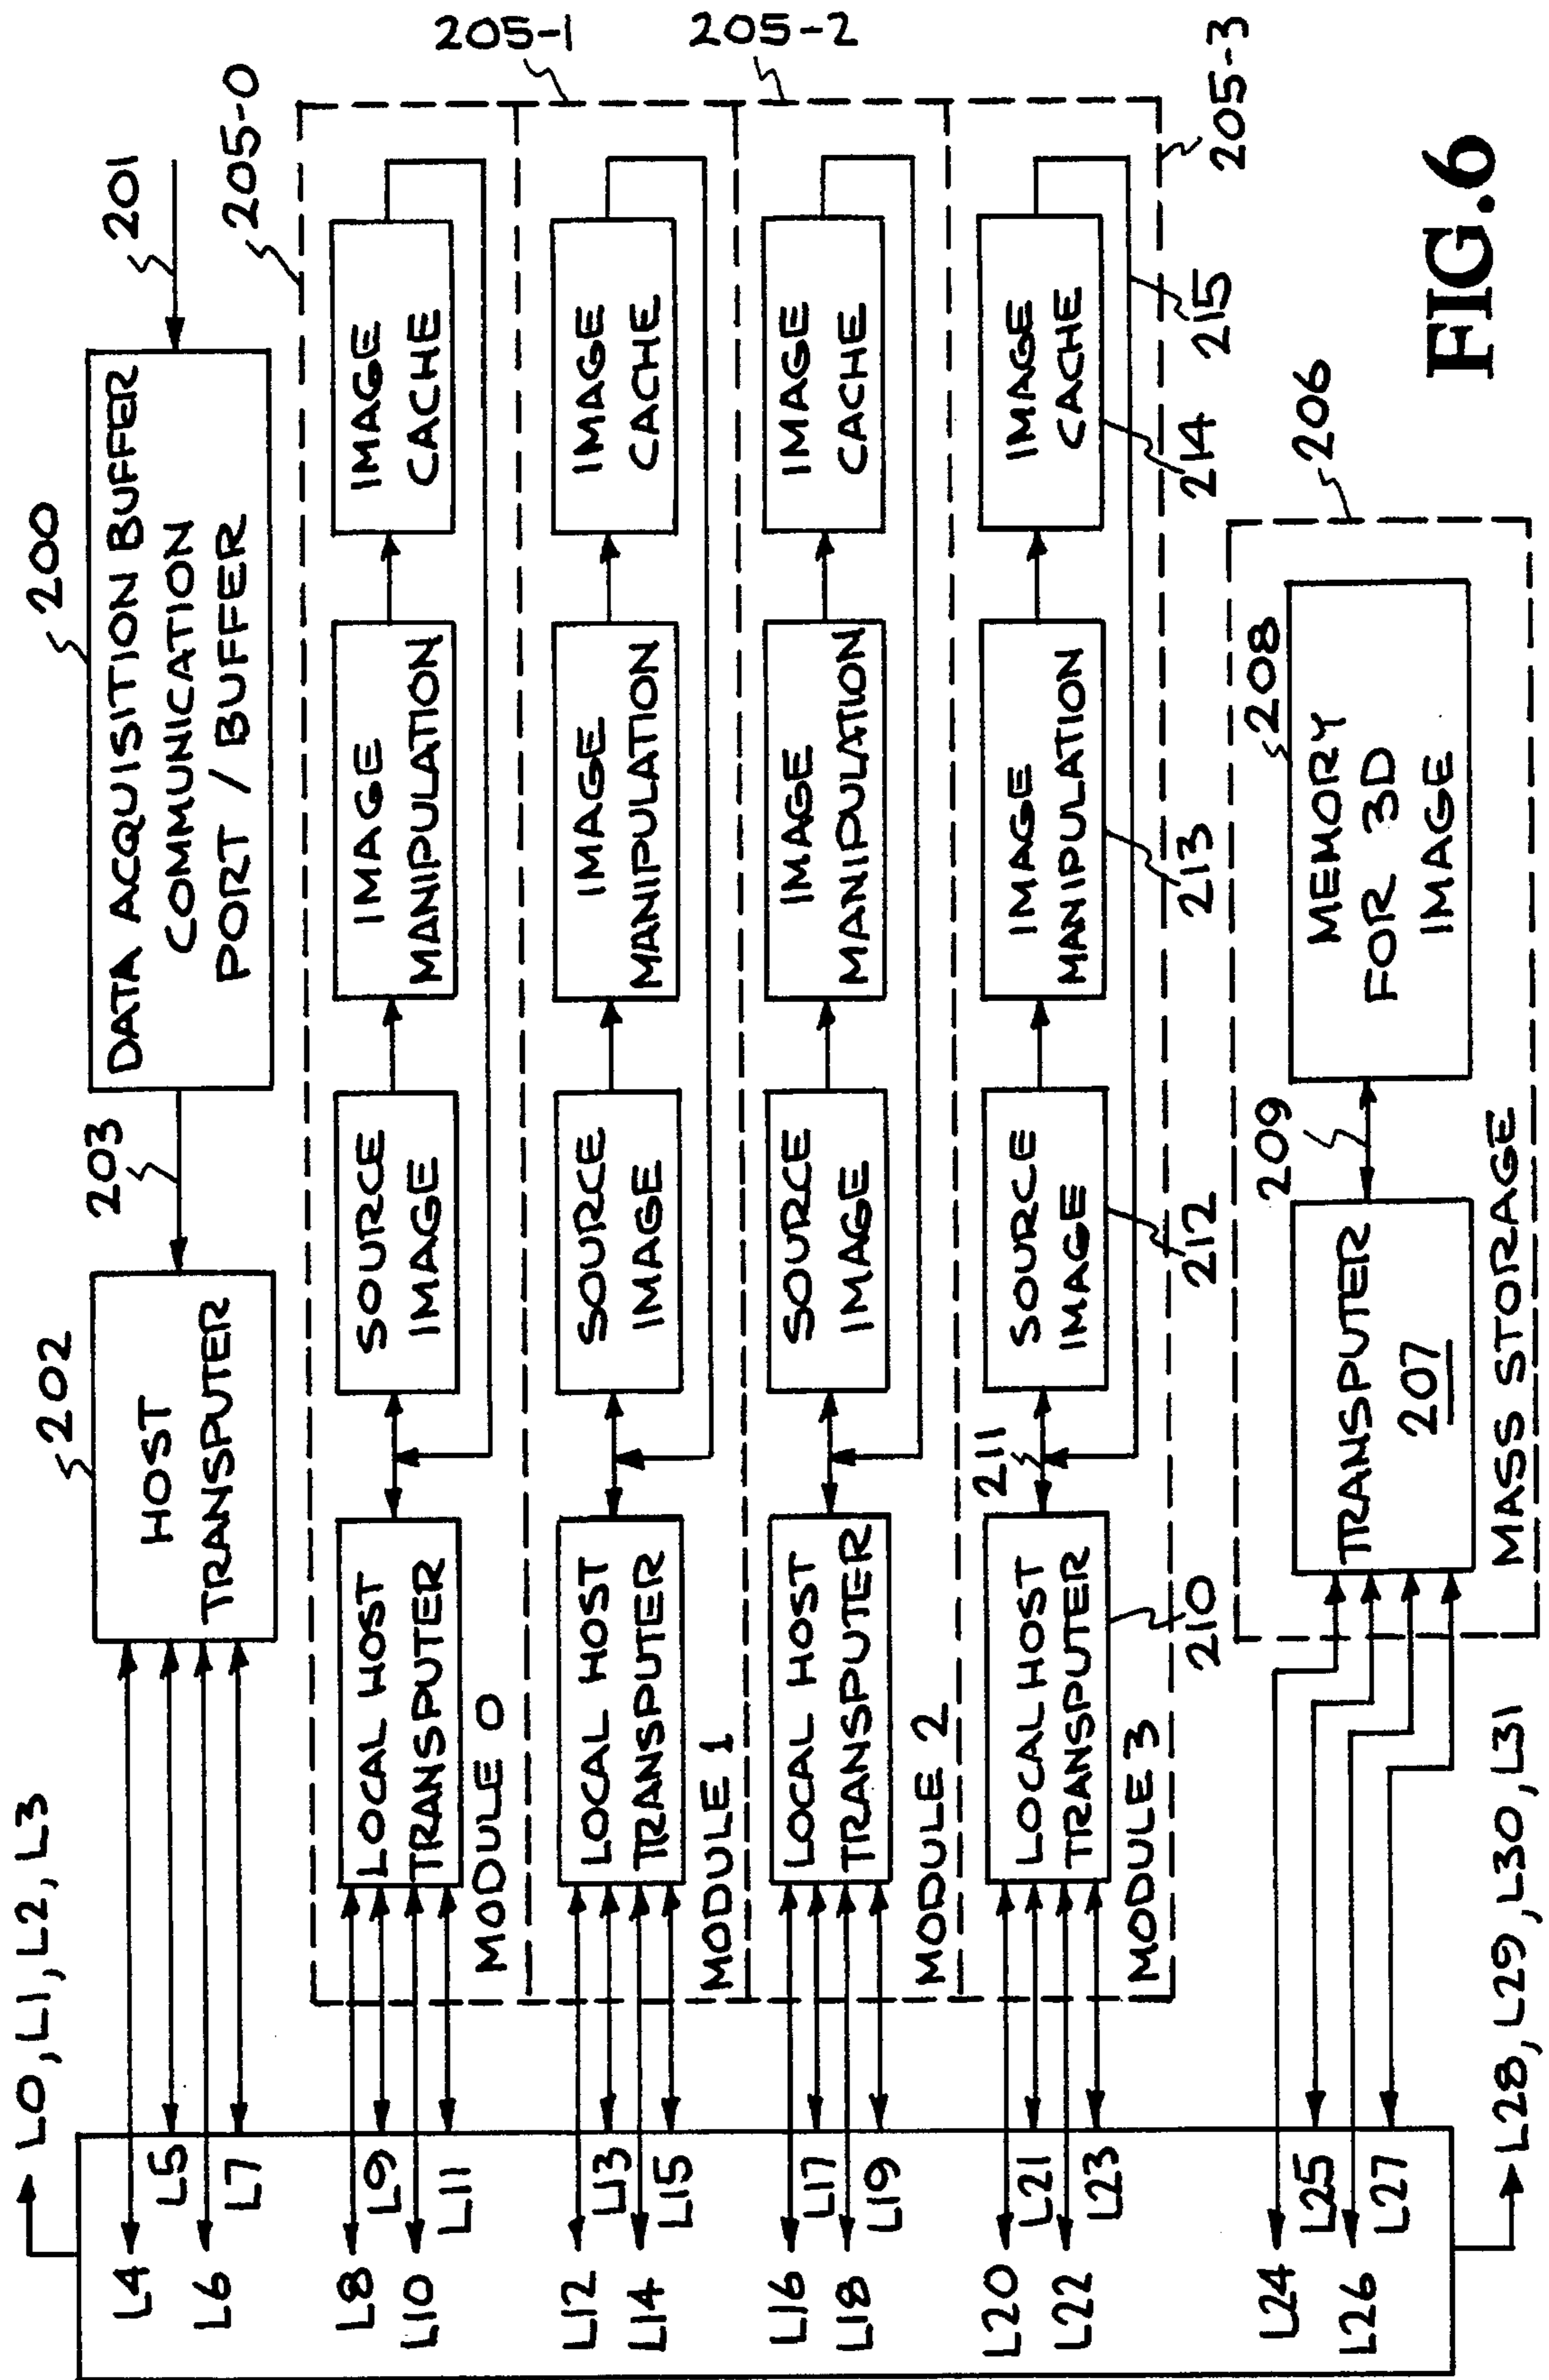 L0, L1, L2, L3
L4
L5
L6
L7
202
HOST
TRANSPUTER
203
200
DATA ACQUISITION BUFFER
COMMUNICATION
PORT / BUFFER
201
205-0
L8
L9
L10
L11
LOCAL HOST
TRANSPUTER
MODULE 0
SOURCE
IMAGE
IMAGE
MANIPULATION
IMAGE
CACHE
205-1
L12
L13
L14
L15
LOCAL HOST
TRANSPUTER
MODULE 1
SOURCE
IMAGE
IMAGE
MANIPULATION
IMAGE
CACHE
205-2
L16
L17
L18
L19
LOCAL HOST
TRANSPUTER
MODULE 2
SOURCE
IMAGE
IMAGE
MANIPULATION
IMAGE
CACHE
L20
L21
L22
L23
LOCAL HOST
TRANSPUTER
MODULE 3
210
211
SOURCE
IMAGE
212
IMAGE
MANIPULATION
213
IMAGE
CACHE
214
215
205-3
L24
L25
L26
L27
TRANSPUTER
207
209
208
MEMORY
FOR 3D
IMAGE
206
MASS STORAGE
L28, L29, L30, L31
FIG.6